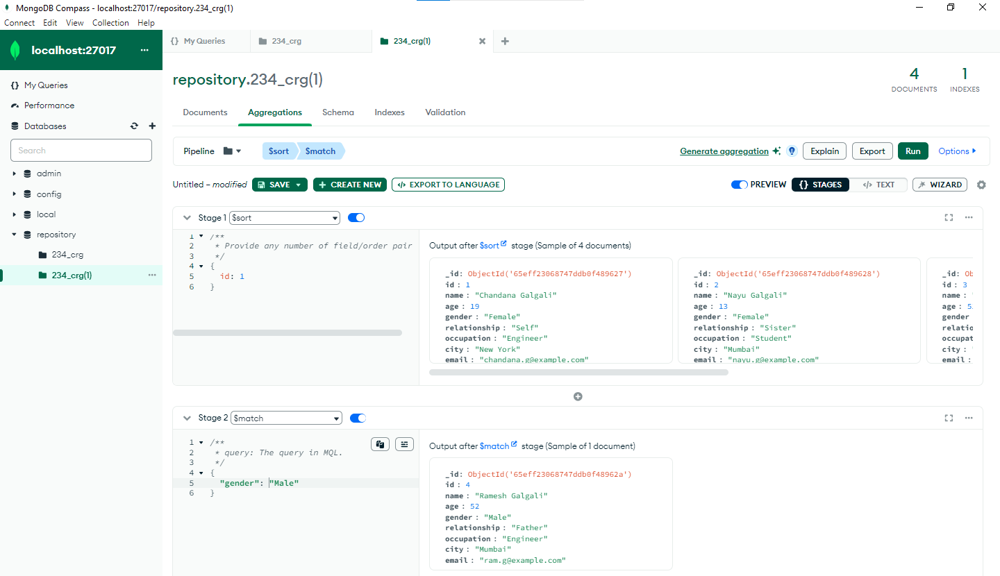 MongoDB Compass - localhost:27017/repository.234_crg(1)
Connect Edit View Collection Help
localhost:27017 ...
{} My Queries
Performance
Databases
Search
admin
config
local
repository
234_crg
234_crg(1) ...
{} My Queries 234_crg 234_crg(1)
repository.234_crg(1)
4 DOCUMENTS
1 INDEXES
Documents Aggregations Schema Indexes Validation
Pipeline $sort $match Generate aggregation Explain Export Run Options
Untitled – modified SAVE + CREATE NEW </> EXPORT TO LANGUAGE PREVIEW {} STAGES </> TEXT WIZARD
Stage 1 $sort
1 /**
2 * Provide any number of field/order pair
3 */
4 {
5 id: 1
6 }
Output after $sort stage (Sample of 4 documents)
_id: ObjectId('65eff23068747ddb0f489627')
id : 1
name : "Chandana Galgali"
age : 19
gender : "Female"
relationship : "Self"
occupation : "Engineer"
city : "New York"
email : "chandana.g@example.com"
_id: ObjectId('65eff23068747ddb0f489628')
id : 2
name : "Nayu Galgali"
age : 13
gender : "Female"
relationship : "Sister"
occupation : "Student"
city : "Mumbai"
email : "nayu.g@example.com"
_id: Ob
id : 3
name :
age :
gender
relatio
occupat
city :
email :
Stage 2 $match
1 /**
2 * query: The query in MQL.
3 */
4 {
5 "gender": "Male"
6 }
Output after $match stage (Sample of 1 document)
_id: ObjectId('65eff23068747ddb0f48962a')
id : 4
name : "Ramesh Galgali"
age : 52
gender : "Male"
relationship : "Father"
occupation : "Engineer"
city : "Mumbai"
email : "ram.g@example.com"